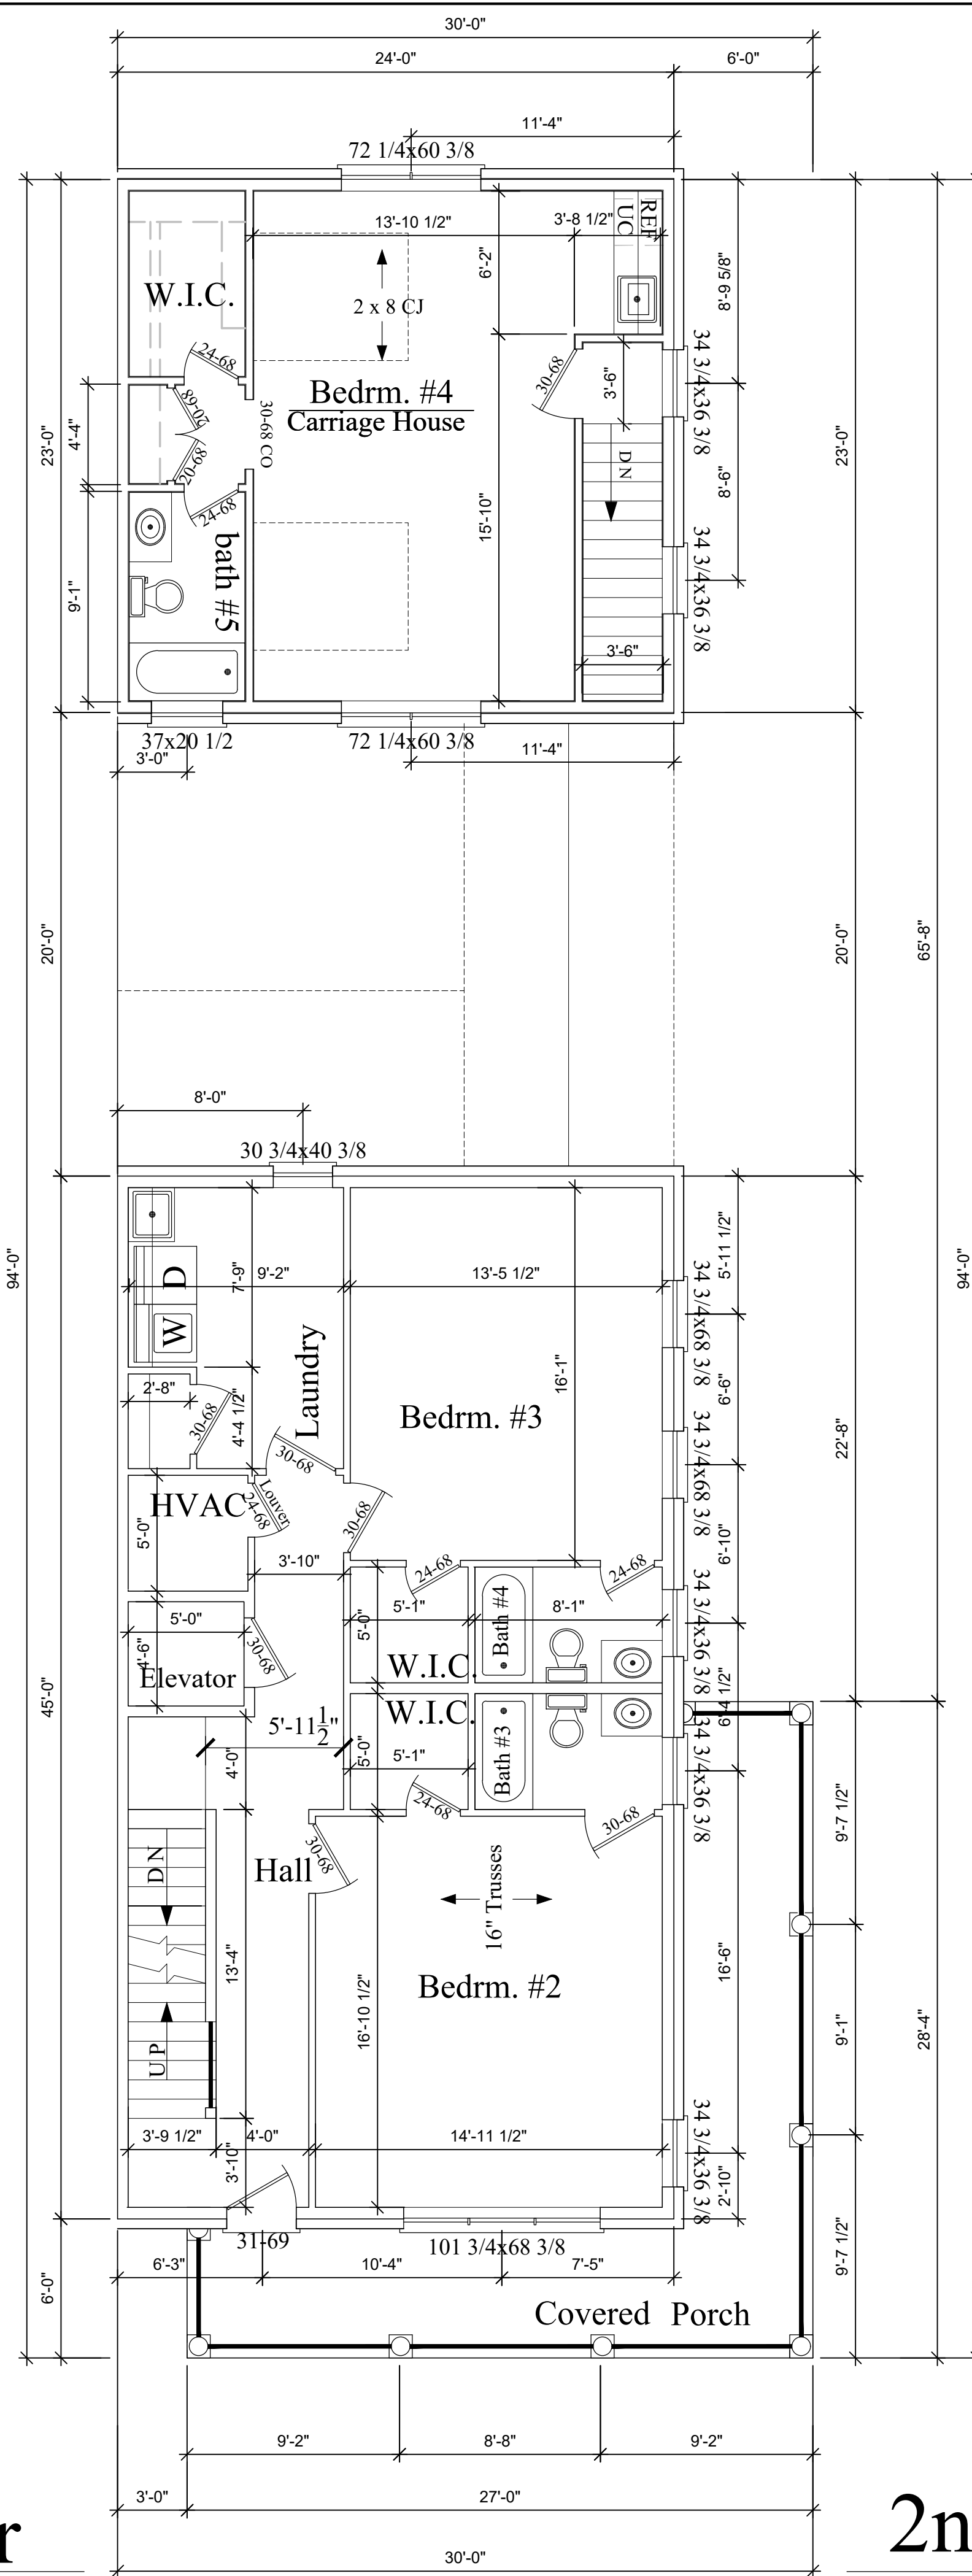 30'-0"
24'-0"
6'-0"
11'-4"
72 1/4x60 3/8
13'-10 1/2"
3'-8 1/2"
REF
UC
6'-2"
8'-9 5/8"
W.I.C.
2 x 8 CJ
24-68
34 3/4x36 3/8
30-68
3'-6"
Bedrm. #4
Carriage House
20-68
30-68 CO
23'-0"
4'-4"
23'-0"
20-68
DN
8'-6"
24-68
15'-10"
bath #5
34 3/4x36 3/8
9'-1"
3'-6"
37x20 1/2
72 1/4x60 3/8
3'-0"
11'-4"
20'-0"
20'-0"
65'-8"
8'-0"
30 3/4x40 3/8
5'-11 1/2"
94'-0"
94'-0"
D
7'-9"
9'-2"
13'-5 1/2"
34 3/4x68 3/8
W
Laundry
16'-1"
2'-8"
6'-6"
30-68
4'-4 1/2"
Bedrm. #3
30-68
34 3/4x68 3/8
22'-8"
HVAC
24-68
Louver
30-68
5'-0"
6'-10"
3'-10"
24-68
24-68
5'-0"
5'-0"
5'-1"
Bath #4
8'-1"
34 3/4x36 3/8
4'-6"
30-68
Elevator
W.I.C.
6'-4 1/2"
45'-0"
W.I.C.
5'-11 1/2"
4'-0"
5'-0"
5'-1"
Bath #3
34 3/4x36 3/8
24-68
30-68
9'-7 1/2"
DN
30-68
Hall
16" Trusses
13'-4"
16'-6"
16'-10 1/2"
Bedrm. #2
UP
9'-1"
28'-4"
3'-9 1/2"
4'-0"
14'-11 1/2"
34 3/4x36 3/8
3'-10"
2'-10"
31-69
101 3/4x68 3/8
6'-3"
10'-4"
7'-5"
9'-7 1/2"
6'-0"
Covered Porch
9'-2"
8'-8"
9'-2"
3'-0"
27'-0"
r
2n
30'-0"